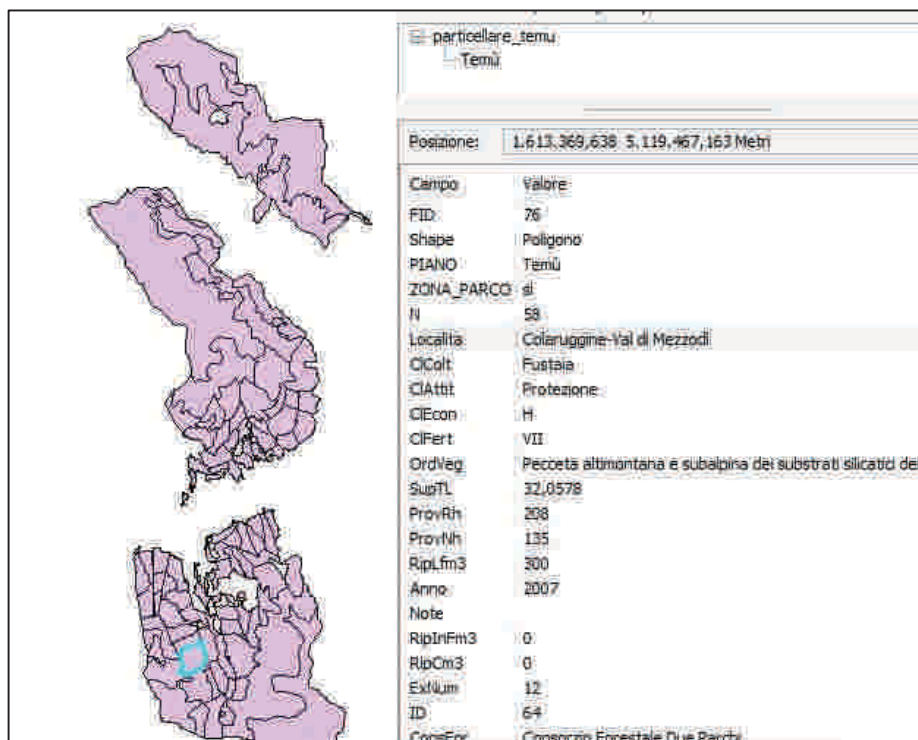 particellare_temu
Temù
Posizione: 1.613.369,638 5.119.467,163 Metri
Campo Valore
FID 76
Shape Poligono
PIANO Temù
ZONA_PARCO si
N 58
Localita Colaruggine-Val di Mezzodì
ClColt Fustaia
ClAttit Protezione
ClEcon H
ClFert VII
OrdVeg Pecceta altimontana e subalpina dei substrati silicatici dei
SupTL 32,0578
ProvRh 208
ProvNh 135
RipLfm3 300
Anno 2007
Note
RipInFm3 0
RipCm3 0
ExNum 12
ID 64
ConsFor Consorzio Forestale Due Parchi